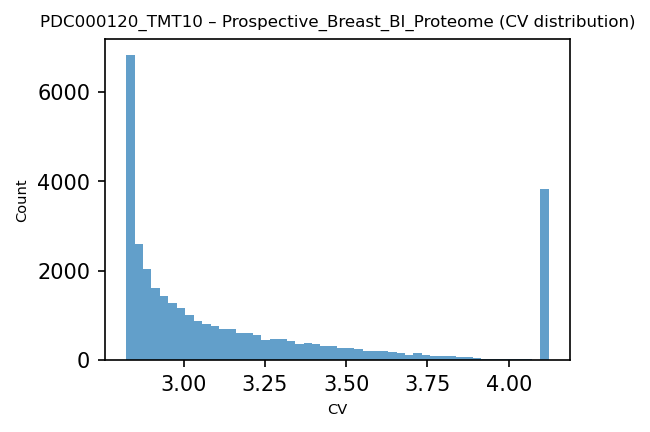 PDC000120_TMT10 – Prospective_Breast_BI_Proteome (CV distribution)
6000
4000
2000
0
Count
3.00 3.25 3.50 3.75 4.00
CV